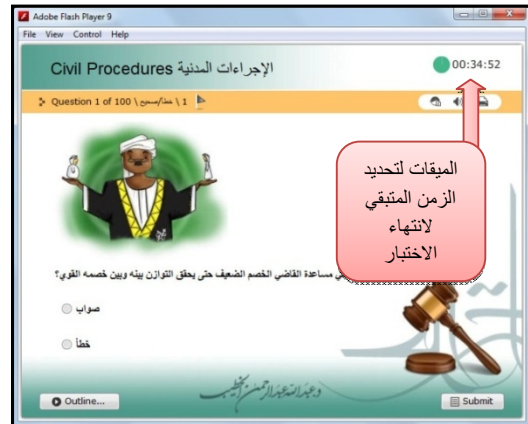 Adobe Flash Player 9
File View Control Help
Civil Procedures الإجراءات المدنية
00:34:52
Question 1 of 100 \ خطأ/صحيح \ 1
الميقات لتحديد
الزمن المتبقي
لانتهاء
الاختبار
مساعدة القاضي الخصم الضعيف حتى يحقق التوازن بينه وبين خصمه القوي؟
صواب
خطأ
Outline...
Submit